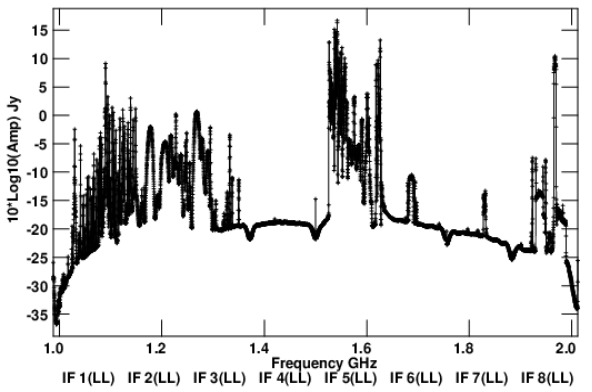 10*Log10(Amp) Jy
15
10
5
0
-5
-10
-15
-20
-25
-30
-35
1.0 1.2 1.4 1.6 1.8 2.0
Frequency GHz
IF 1(LL) IF 2(LL) IF 3(LL) IF 4(LL) IF 5(LL) IF 6(LL) IF 7(LL) IF 8(LL)